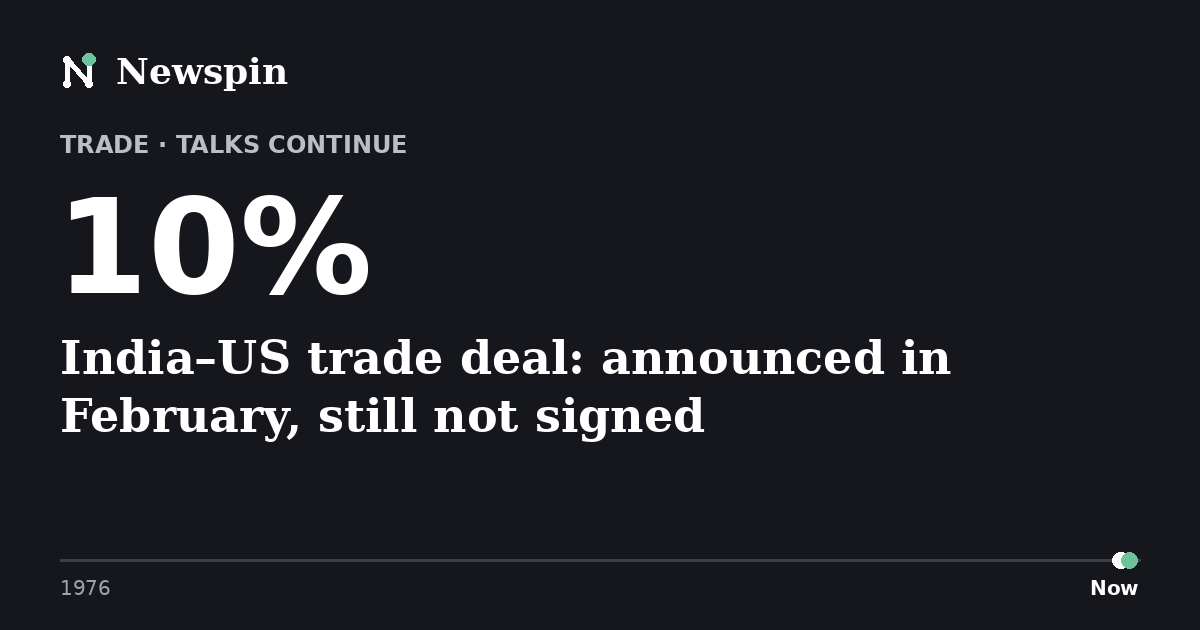 Newspin
TRADE · TALKS CONTINUE
10%
India–US trade deal: announced in
February, still not signed
1976
Now